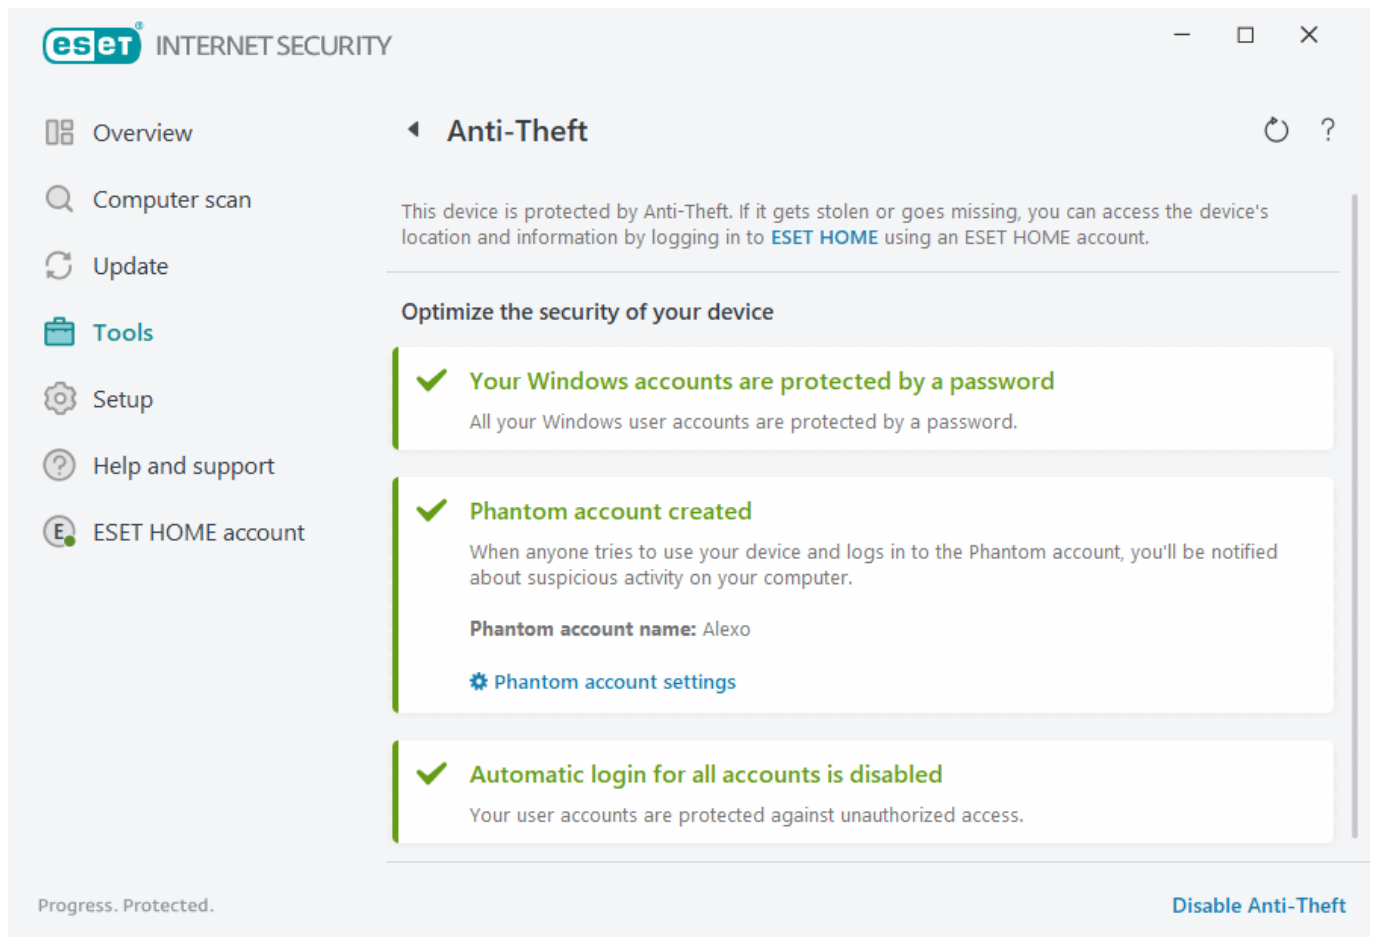 eset® INTERNET SECURITY
Overview
Computer scan
Update
Tools
Setup
Help and support
E ESET HOME account
Anti-Theft
?
This device is protected by Anti-Theft. If it gets stolen or goes missing, you can access the device's
location and information by logging in to ESET HOME using an ESET HOME account.
Optimize the security of your device
Your Windows accounts are protected by a password
All your Windows user accounts are protected by a password.
Phantom account created
When anyone tries to use your device and logs in to the Phantom account, you'll be notified
about suspicious activity on your computer.
Phantom account name: Alexo
Phantom account settings
Automatic login for all accounts is disabled
Your user accounts are protected against unauthorized access.
Progress. Protected.
Disable Anti-Theft